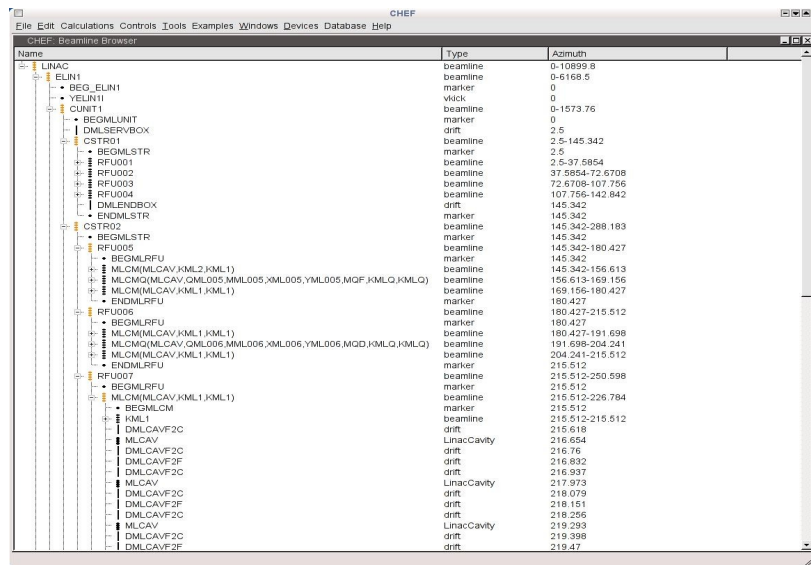 CHEF
File Edit Calculations Controls Tools Examples Windows Devices Database Help
CHEF: Beamline Browser
Name Type Azimuth
LINAC beamline 0-10899.8
ELIN1 beamline 0-6168.5
BEG_ELIN1 marker 0
YELIN1I vkick 0
CUNIT1 beamline 0-1573.76
BEGMLUNIT marker 0
DMLSERVBOX drift 2.5
CSTR01 beamline 2.5-145.342
BEGMLSTR marker 2.5
RFU001 beamline 2.5-37.5854
RFU002 beamline 37.5854-72.6708
RFU003 beamline 72.6708-107.756
RFU004 beamline 107.756-142.842
DMLENDBOX drift 145.342
ENDMLSTR marker 145.342
CSTR02 beamline 145.342-288.183
BEGMLSTR marker 145.342
RFU005 beamline 145.342-180.427
BEGMLRFU marker 145.342
MLCM(MLCAV,KML2,KML1) beamline 145.342-156.613
MLCMQ(MLCAV,QML005,MML005,XML005,YML005,MQF,KMLQ,KMLQ) beamline 156.613-169.156
MLCM(MLCAV,KML1,KML1) beamline 169.156-180.427
ENDMLRFU marker 180.427
RFU006 beamline 180.427-215.512
BEGMLRFU marker 180.427
MLCM(MLCAV,KML1,KML1) beamline 180.427-191.698
MLCMQ(MLCAV,QML006,MML006,XML006,YML006,MQD,KMLQ,KMLQ) beamline 191.698-204.241
MLCM(MLCAV,KML1,KML1) beamline 204.241-215.512
ENDMLRFU marker 215.512
RFU007 beamline 215.512-250.598
BEGMLRFU marker 215.512
MLCM(MLCAV,KML1,KML1) beamline 215.512-226.784
BEGMLCM marker 215.512
KML1 beamline 215.512-215.512
DMLCAVF2C drift 215.618
MLCAV LinacCavity 216.654
DMLCAVF2C drift 216.76
DMLCAVF2F drift 216.832
DMLCAVF2C drift 216.937
MLCAV LinacCavity 217.973
DMLCAVF2C drift 218.079
DMLCAVF2F drift 218.151
DMLCAVF2C drift 218.256
MLCAV LinacCavity 219.293
DMLCAVF2C drift 219.398
DMLCAVF2F drift 219.47